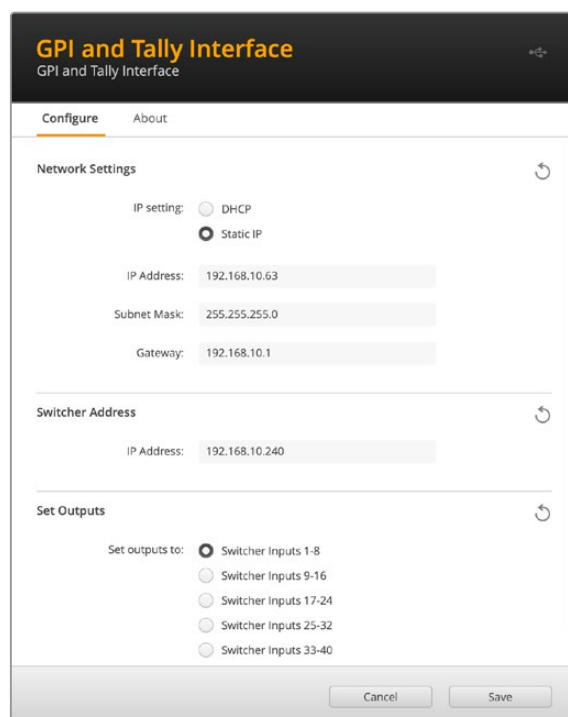 GPI and Tally Interface
GPI and Tally Interface
Configure About
Network Settings
IP setting: DHCP
Static IP
IP Address: 192.168.10.63
Subnet Mask: 255.255.255.0
Gateway: 192.168.10.1
Switcher Address
IP Address: 192.168.10.240
Set Outputs
Set outputs to: Switcher Inputs 1-8
Switcher Inputs 9-16
Switcher Inputs 17-24
Switcher Inputs 25-32
Switcher Inputs 33-40
Cancel Save